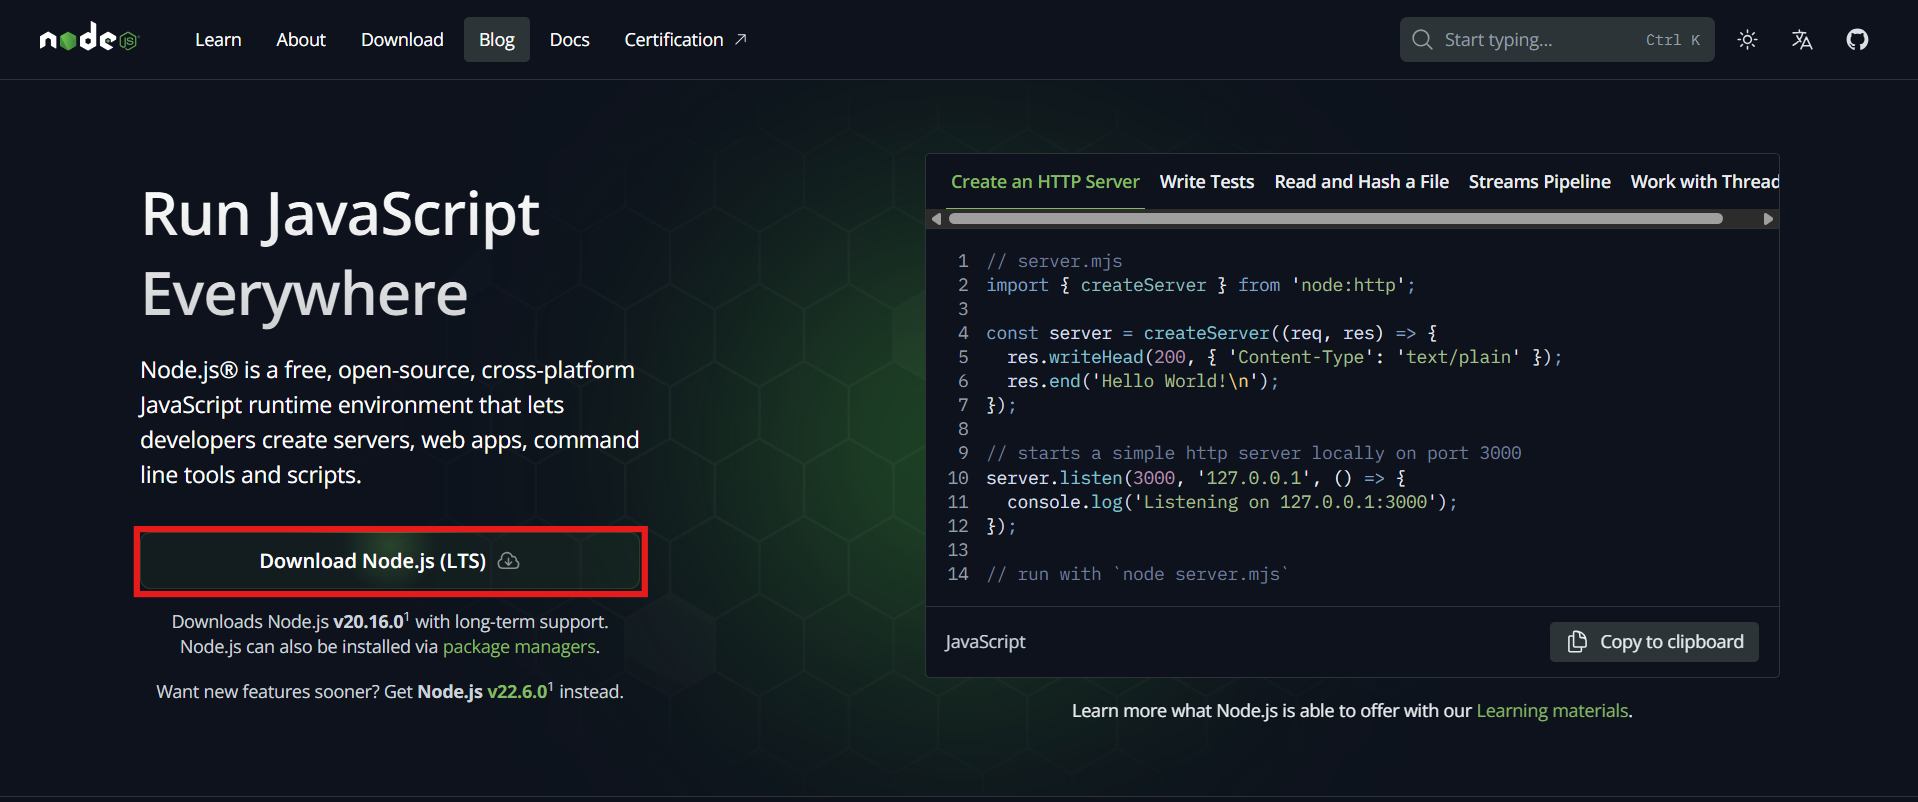 node JS
Learn About Download Blog Docs Certification
Start typing... Ctrl K
Run JavaScript
Everywhere
Node.js® is a free, open-source, cross-platform
JavaScript runtime environment that lets
developers create servers, web apps, command
line tools and scripts.
Download Node.js (LTS)
Downloads Node.js v20.16.0¹ with long-term support.
Node.js can also be installed via package managers.
Want new features sooner? Get Node.js v22.6.0¹ instead.
Create an HTTP Server Write Tests Read and Hash a File Streams Pipeline Work with Thread
1 // server.mjs
2 import { createServer } from 'node:http';
3
4 const server = createServer((req, res) => {
5   res.writeHead(200, { 'Content-Type': 'text/plain' });
6   res.end('Hello World!\n');
7 });
8
9 // starts a simple http server locally on port 3000
10 server.listen(3000, '127.0.0.1', () => {
11   console.log('Listening on 127.0.0.1:3000');
12 });
13
14 // run with `node server.mjs`
JavaScript
Copy to clipboard
Learn more what Node.js is able to offer with our Learning materials.